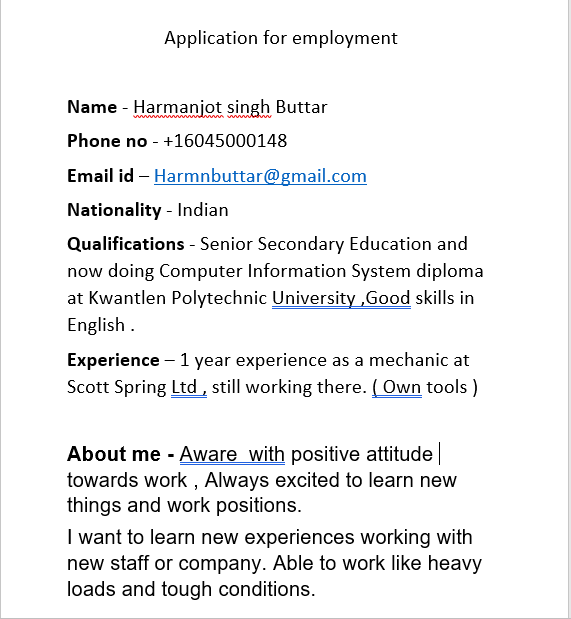 Application for employment
Name - Harmanjot singh Buttar
Phone no - +16045000148
Email id – Harmnbuttar@gmail.com
Nationality - Indian
Qualifications - Senior Secondary Education and
now doing Computer Information System diploma
at Kwantlen Polytechnic University ,Good skills in
English .
Experience – 1 year experience as a mechanic at
Scott Spring Ltd , still working there. ( Own tools )
About me - Aware  with positive attitude
towards work , Always excited to learn new
things and work positions.
I want to learn new experiences working with
new staff or company. Able to work like heavy
loads and tough conditions.